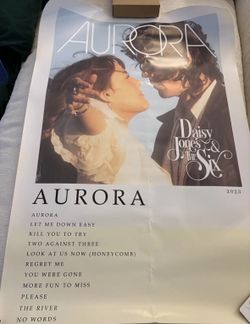 AURORA
Daisy
Jones &
The Six
AURORA
2023
AURORA
LET ME DOWN EASY
KILL YOU TO TRY
TWO AGAINST THREE
LOOK AT US NOW (HONEYCOMB)
REGRET ME
YOU WERE GONE
MORE FUN TO MISS
PLEASE
THE RIVER
NO WORDS